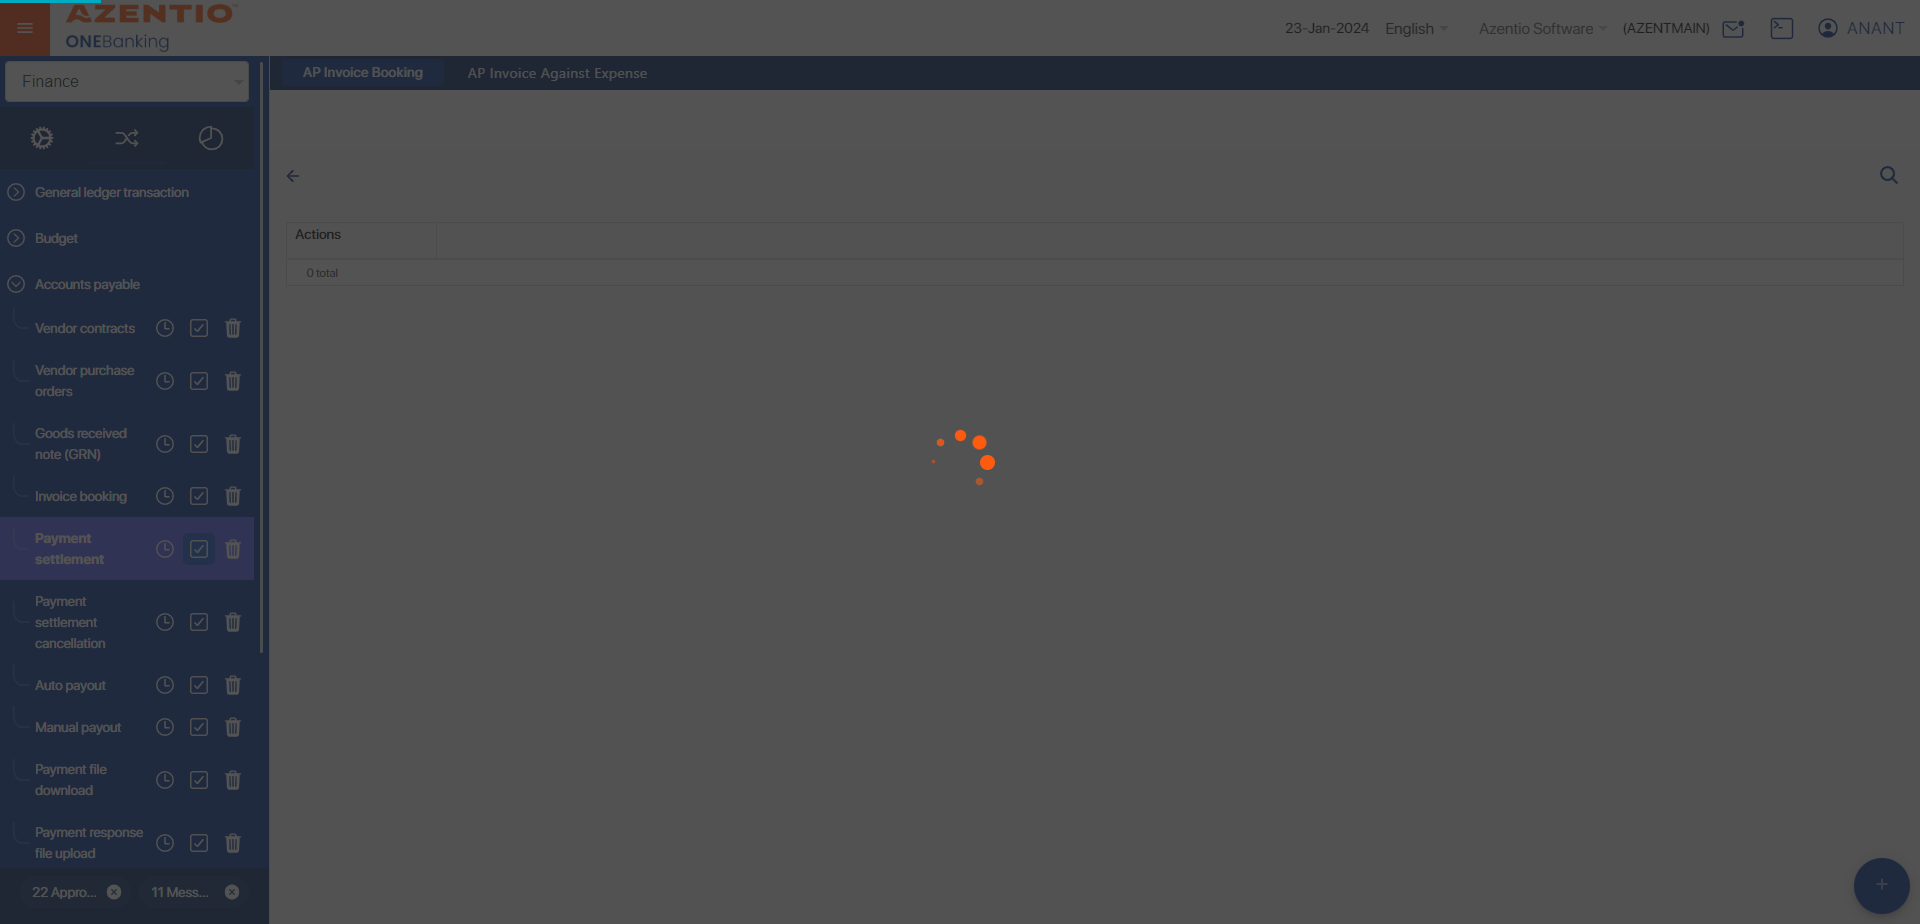 AZENTIO
ONEBanking
23-Jan-2024
English
Azentio Software
(AZENTMAIN)
ANANT
Finance
AP Invoice Booking
AP Invoice Against Expense
General ledger transaction
Budget
Accounts payable
Vendor contracts
Vendor purchase
orders
Goods received
note (GRN)
Invoice booking
Payment
settlement
Payment
settlement
cancellation
Auto payout
Manual payout
Payment file
download
Payment response
file upload
22 Appro...
11 Mess...
Actions
0 total